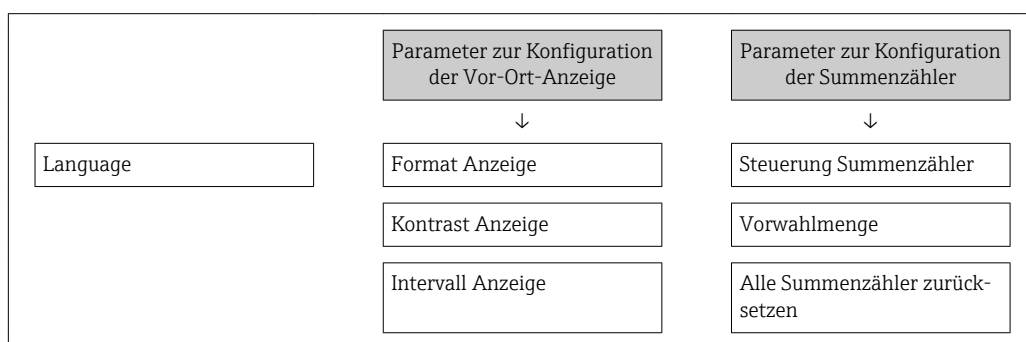 Parameter zur Konfiguration
der Vor-Ort-Anzeige
Parameter zur Konfiguration
der Summenzähler
↓
↓
Language
Format Anzeige
Steuerung Summenzähler
Kontrast Anzeige
Vorwahlmenge
Intervall Anzeige
Alle Summenzähler zurück-
setzen